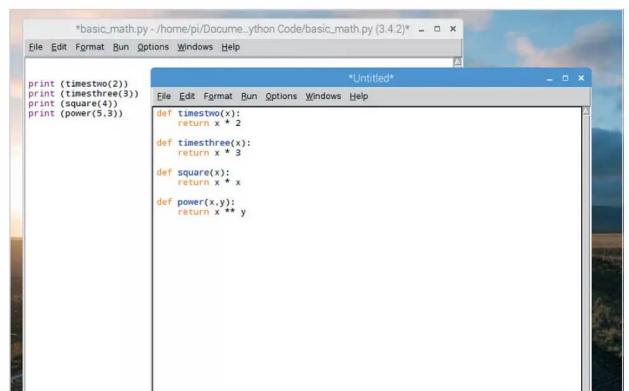 *basic_math.py - /home/pi/Docume...ython Code/basic_math.py (3.4.2)*
File Edit Format Run Options Windows Help
print (timestwo(2))
print (timesthree(3))
print (square(4))
print (power(5,3))
*Untitled*
File Edit Format Run Options Windows Help
def timestwo(x):
    return x * 2
def timesthree(x):
    return x * 3
def square(x):
    return x * x
def power(x,y):
    return x ** y